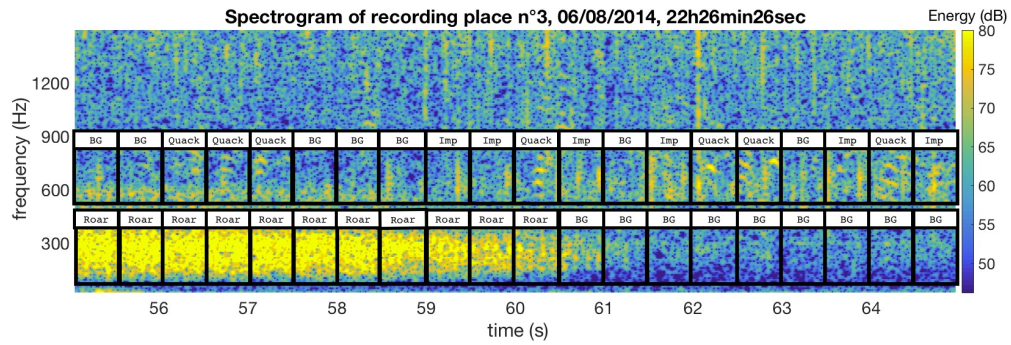 Spectrogram of recording place n°3, 06/08/2014, 22h26min26sec
Energy (dB)
frequency (Hz)
1200
900
600
300
BG BG Quack Quack Quack BG BG BG Imp Imp Quack Imp BG Imp Quack Quack BG Imp Quack Imp
Roar Roar Roar Roar Roar Roar Roar Roar Roar Roar Roar BG BG BG BG BG BG BG BG BG
56 57 58 59 60 61 62 63 64
time (s)
80
75
70
65
60
55
50